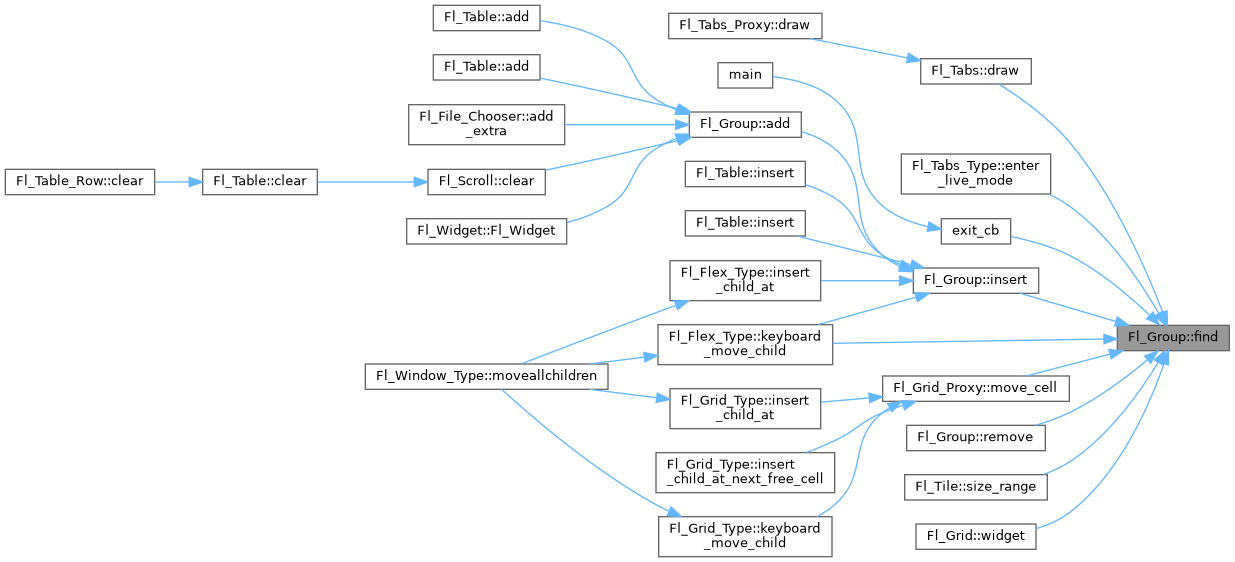 Fl_Table::add
Fl_Tabs_Proxy::draw
Fl_Table::add
main
Fl_Tabs::draw
Fl_File_Chooser::add
_extra
Fl_Group::add
Fl_Table_Row::clear
Fl_Table::clear
Fl_Scroll::clear
Fl_Table::insert
Fl_Tabs_Type::enter
_live_mode
Fl_Widget::Fl_Widget
Fl_Table::insert
exit_cb
Fl_Flex_Type::insert
_child_at
Fl_Group::insert
Fl_Flex_Type::keyboard
_move_child
Fl_Group::find
Fl_Window_Type::moveallchildren
Fl_Grid_Type::insert
_child_at
Fl_Grid_Proxy::move_cell
Fl_Group::remove
Fl_Grid_Type::insert
_child_at_next_free_cell
Fl_Tile::size_range
Fl_Grid_Type::keyboard
_move_child
Fl_Grid::widget